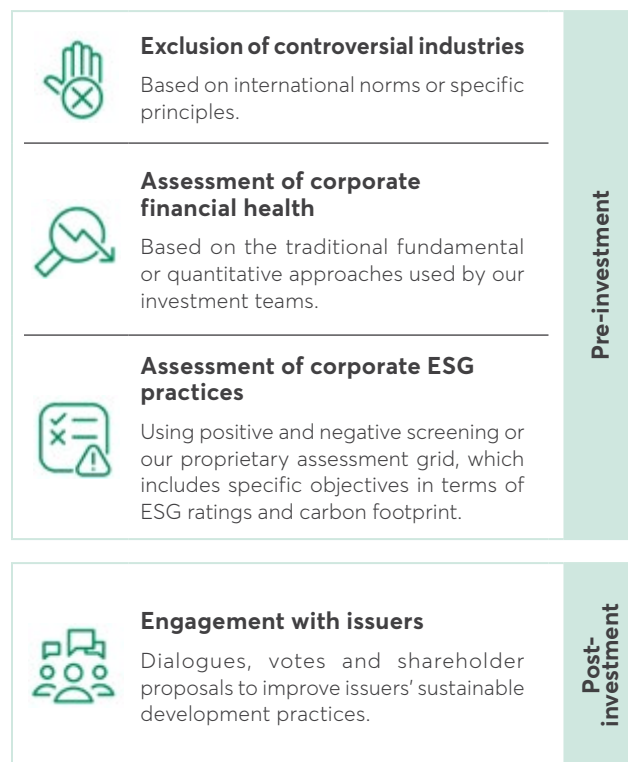 Exclusion of controversial industries
Based on international norms or specific
principles.
Assessment of corporate
financial health
Based on the traditional fundamental
or quantitative approaches used by our
investment teams.
Assessment of corporate ESG
practices
Using positive and negative screening or
our proprietary assessment grid, which
includes specific objectives in terms of
ESG ratings and carbon footprint.
Pre-investment
Engagement with issuers
Dialogues, votes and shareholder
proposals to improve issuers' sustainable
development practices.
Post-
investment